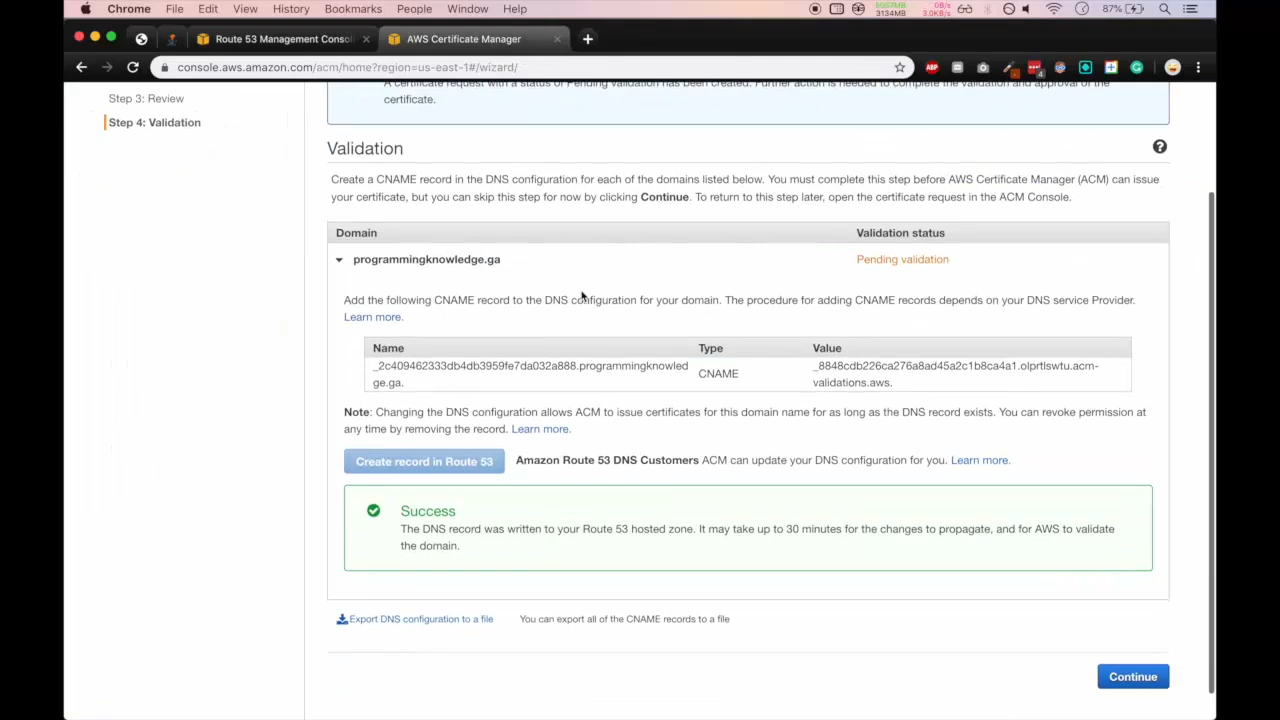 Chrome File Edit View History Bookmarks People Window Help
3134MB 3.0KB/s 87%
Route 53 Management Consol AWS Certificate Manager
console.aws.amazon.com/acm/home?region=us-east-1#/wizard/
Step 3: Review
Step 4: Validation
A certificate request with a status of Pending validation has been created. Further action is needed to complete the validation and approval of the
certificate.
Validation
Create a CNAME record in the DNS configuration for each of the domains listed below. You must complete this step before AWS Certificate Manager (ACM) can issue
your certificate, but you can skip this step for now by clicking Continue. To return to this step later, open the certificate request in the ACM Console.
Domain Validation status
programmingknowledge.ga Pending validation
Add the following CNAME record to the DNS configuration for your domain. The procedure for adding CNAME records depends on your DNS service Provider.
Learn more.
Name Type Value
_2c409462333db4db3959fe7da032a888.programmingknowled
ge.ga.
CNAME
_8848cdb226ca276a8ad45a2c1b8ca4a1.olprtlswtu.acm-
validations.aws.
Note: Changing the DNS configuration allows ACM to issue certificates for this domain name for as long as the DNS record exists. You can revoke permission at
any time by removing the record. Learn more.
Create record in Route 53 Amazon Route 53 DNS Customers ACM can update your DNS configuration for you. Learn more.
Success
The DNS record was written to your Route 53 hosted zone. It may take up to 30 minutes for the changes to propagate, and for AWS to validate
the domain.
Export DNS configuration to a file You can export all of the CNAME records to a file
Continue